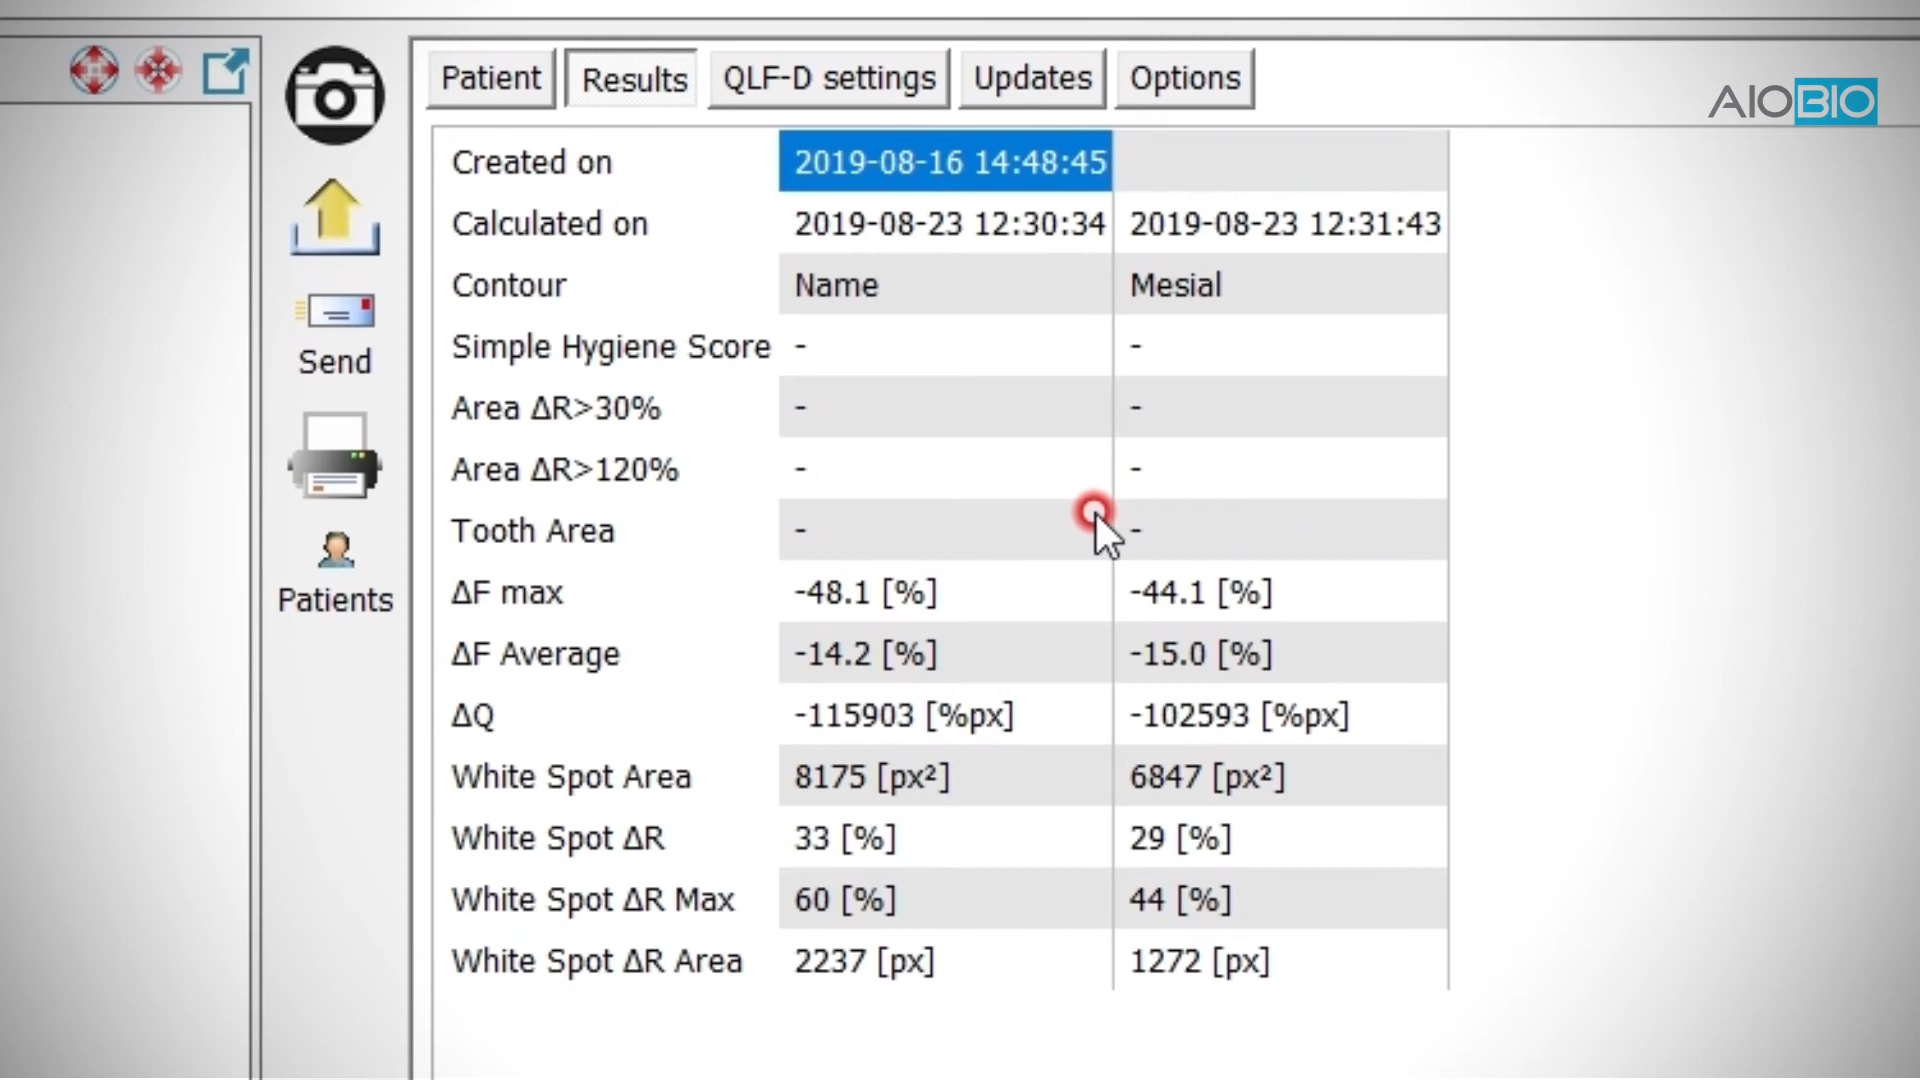 Patient Results QLF-D settings Updates Options
AIOBIO
Created on 2019-08-16 14:48:45
Calculated on 2019-08-23 12:30:34 2019-08-23 12:31:43
Contour Name Mesial
Simple Hygiene Score - -
Area ΔR>30% - -
Area ΔR>120% - -
Tooth Area - -
ΔF max -48.1 [%] -44.1 [%]
ΔF Average -14.2 [%] -15.0 [%]
ΔQ -115903 [%px] -102593 [%px]
White Spot Area 8175 [px²] 6847 [px²]
White Spot ΔR 33 [%] 29 [%]
White Spot ΔR Max 60 [%] 44 [%]
White Spot ΔR Area 2237 [px] 1272 [px]
Send
Patients